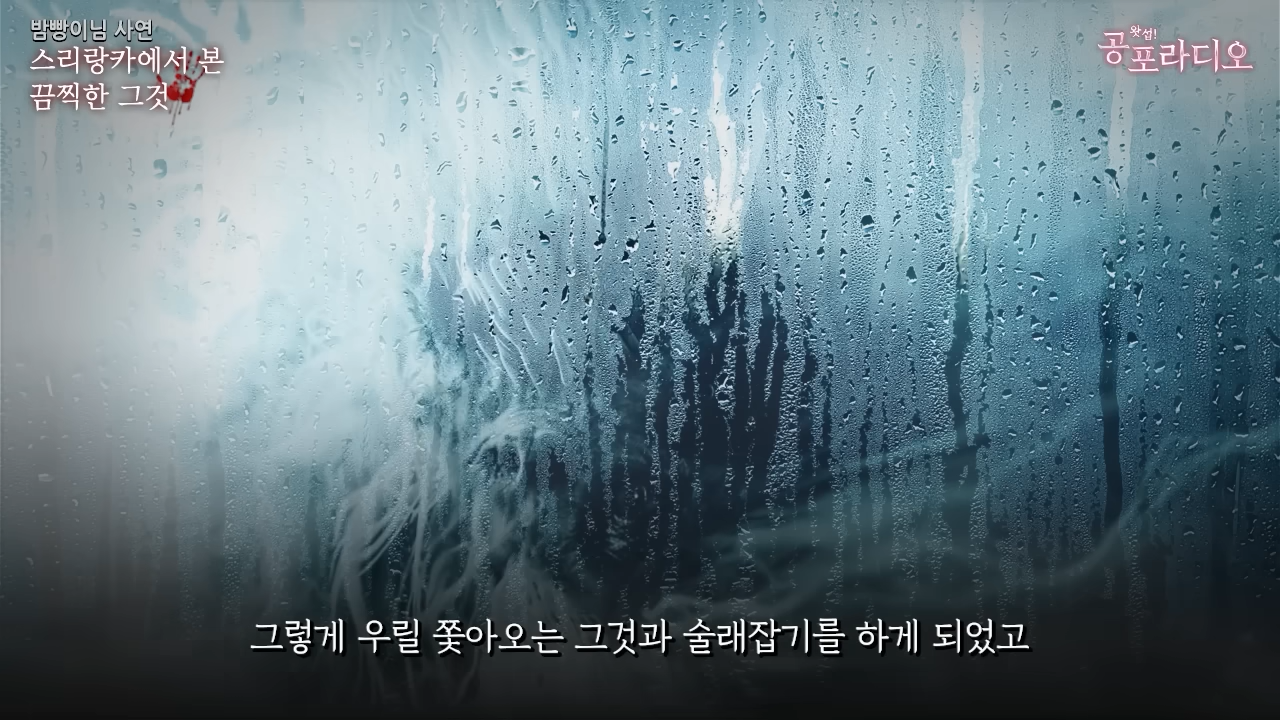 밤빵이님 사연
스리랑카에서 본
끔찍한 그것
왓섭!
공포라디오
그렇게 우릴 쫓아오는 그것과 술래잡기를 하게 되었고